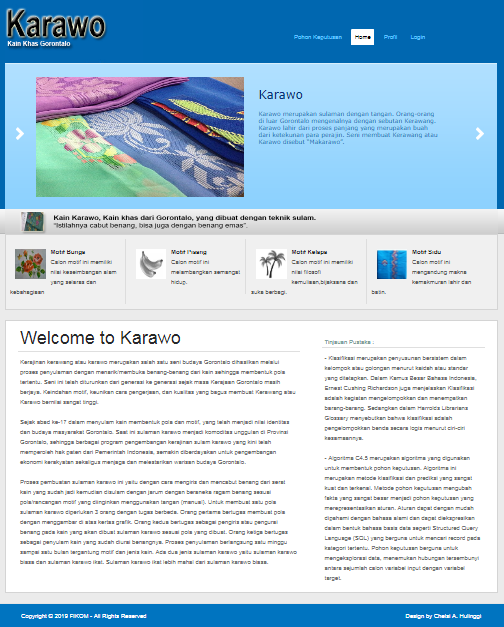 Karawo
Kain Khas Gorontalo
Pohon Keputusan Home Profil Login
Karawo
Karawo merupakan sulaman dengan tangan. Orang-orang
di luar Gorontalo mengenalnya dengan sebutan Kerawang.
Karawo lahir dari proses panjang yang merupakan buah
dari ketekunan para perajin. Seni membuat Kerawang atau
Karawo disebut "Makarawo".
Kain Karawo, Kain khas dari Gorontalo, yang dibuat dengan teknik sulam.
"Istilahnya cabut benang, bisa juga dengan benang emas".
Motif Bunga
Calon motif ini memiliki
nilai keseimbangan alam
yang selaras dan
kebahagiaan
Motif Pisang
Calon motif ini
melambangkan semangat
hidup.
Motif Kelapa
Calon motif ini memiliki
nilai filosofi
kemuliaan,bijaksana dan
suka berbagi.
Motif Sidu
Calon motif ini
mengandung makna
kemakmuran lahir dan
batin.
Welcome to Karawo
Kerajinan kerawang atau karawo merupakan salah satu seni budaya Gorontalo dihasilkan melalui
proses penyulaman dengan menarik/membuka benang-benang dari kain sehingga membentuk pola
tertentu. Seni ini telah diturunkan dari generasi ke generasi sejak masa Kerajaan Gorontalo masih
berjaya. Keindahan motif, keunikan cara pengerjaan, dan kualitas yang bagus membuat Kerawang atau
Karawo bernilai sangat tinggi.
Sejak abad ke-17 dalam menyulam kain membentuk pola dan motif, yang telah menjadi nilai identitas
dan budaya masyarakat Gorontalo. Saat ini sulaman karawo menjadi komoditas unggulan di Provinsi
Gorontalo, sehingga berbagai program pengembangan kerajinan sulam karawo yang kini telah
memperoleh hak paten dari Pemerintah Indonesia, semakin diberdayakan untuk pengembangan
ekonomi kerakyatan sekaligus menjaga dan melestarikan warisan budaya Gorontalo.
Proses pembuatan sulaman karawo ini yaitu dengan cara mengiris dan mencabut benang dari serat
kain yang sudah jadi kemudian disulam dengan jarum dengan beraneka ragam benang sesuai
pola/rancangan motif yang diinginkan menggunakan tangan (manual). Untuk membuat satu pola
sulaman karawo diperlukan 3 orang dengan tugas berbeda. Orang pertama bertugas membuat pola
dengan menggambar di atas kertas grafik. Orang kedua bertugas sebagai pengiris atau pengurai
benang pada kain yang akan dibuat sulaman karawo sesuai pola yang dibuat. Orang ketiga bertugas
sebagai penyulam kain yang sudah diurai benangnya. Proses penyulaman berlangsung satu minggu
sampai satu bulan tergantung motif dan jenis kain. Ada dua jenis sulaman karawo yaitu sulaman karawo
biasa dan sulaman karawo ikat. Sulaman karawo ikat lebih mahal dari sulaman karawo biasa.
Tinjauan Pustaka :
- Klasifikasi merupakan penyusunan bersistem dalam
kelompok atau golongan menurut kaidah atau standar
yang ditetapkan. Dalam Kamus Besar Bahasa Indonesia,
Ernest Cushing Richardson juga menjelaskan Klasifikasi
adalah kegiatan mengelompokkan dan menempatkan
barang-barang. Sedangkan dalam Harrolds Librarians
Glossary menyebutkan bahwa klasifikasi adalah
pengelompokkan benda secara logis menurut ciri-ciri
kesamaannya.
- Algoritma C4.5 merupakan algoritma yang digunakan
untuk membentuk pohon keputusan. Algoritma ini
merupakan metode klasifikasi dan prediksi yang sangat
kuat dan terkenal. Metode pohon keputusan mengubah
fakta yang sangat besar menjadi pohon keputusan yang
merepresentasikan aturan. Aturan dapat dengan mudah
dipahami dengan bahasa alami dan dapat diekspresikan
dalam bentuk bahasa basis data seperti Structured Query
Language (SQL) yang berguna untuk mencari record pada
kategori tertentu. Pohon keputusan berguna untuk
mengeksplorasi data, menemukan hubungan tersembunyi
antara sejumlah calon variabel input dengan variabel
target.
Copyright © 2019 FIKOM - All Rights Reserved
Design by Chelsi A. Hulinggi